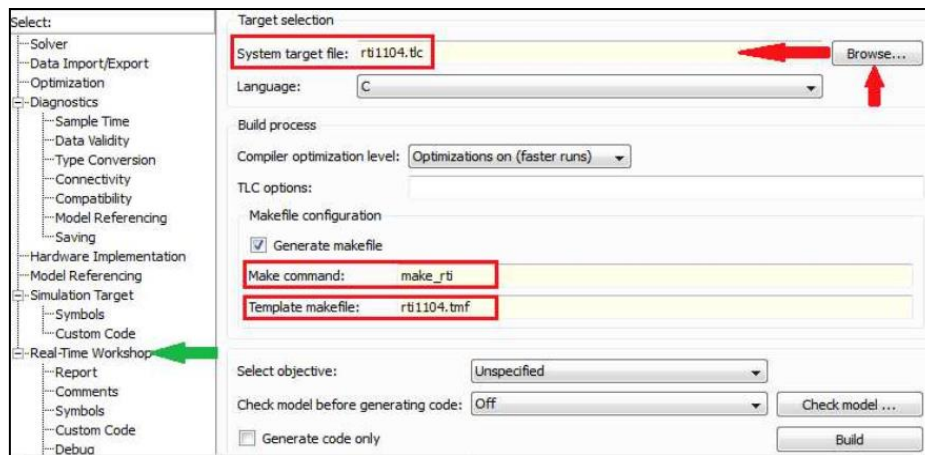 Select:
Solver
Data Import/Export
Optimization
Diagnostics
Sample Time
Data Validity
Type Conversion
Connectivity
Compatibility
Model Referencing
Saving
Hardware Implementation
Model Referencing
Simulation Target
Symbols
Custom Code
Real-Time Workshop
Report
Comments
Symbols
Custom Code
Debug
Target selection
System target file: rti1104.tlc Browse...
Language: C
Build process
Compiler optimization level: Optimizations on (faster runs)
TLC options:
Makefile configuration
Generate makefile
Make command: make_rti
Template makefile: rti1104.tmf
Select objective: Unspecified
Check model before generating code: Off Check model ...
Generate code only Build